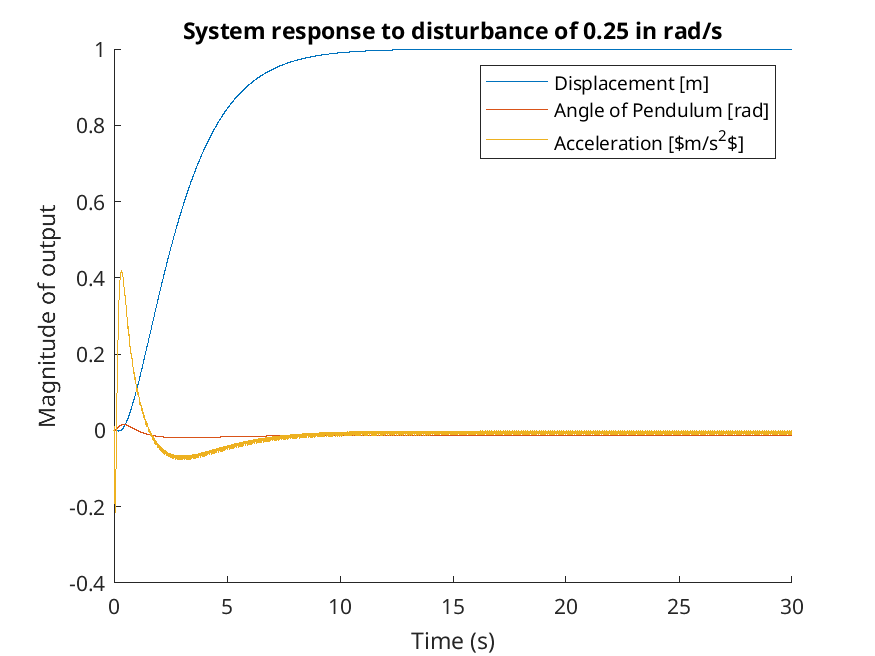 System response to disturbance of 0.25 in rad/s
1
0.8
0.6
0.4
0.2
0
-0.2
-0.4
Magnitude of output
Displacement [m]
Angle of Pendulum [rad]
Acceleration [$m/s²$]
0 5 10 15 20 25 30
Time (s)